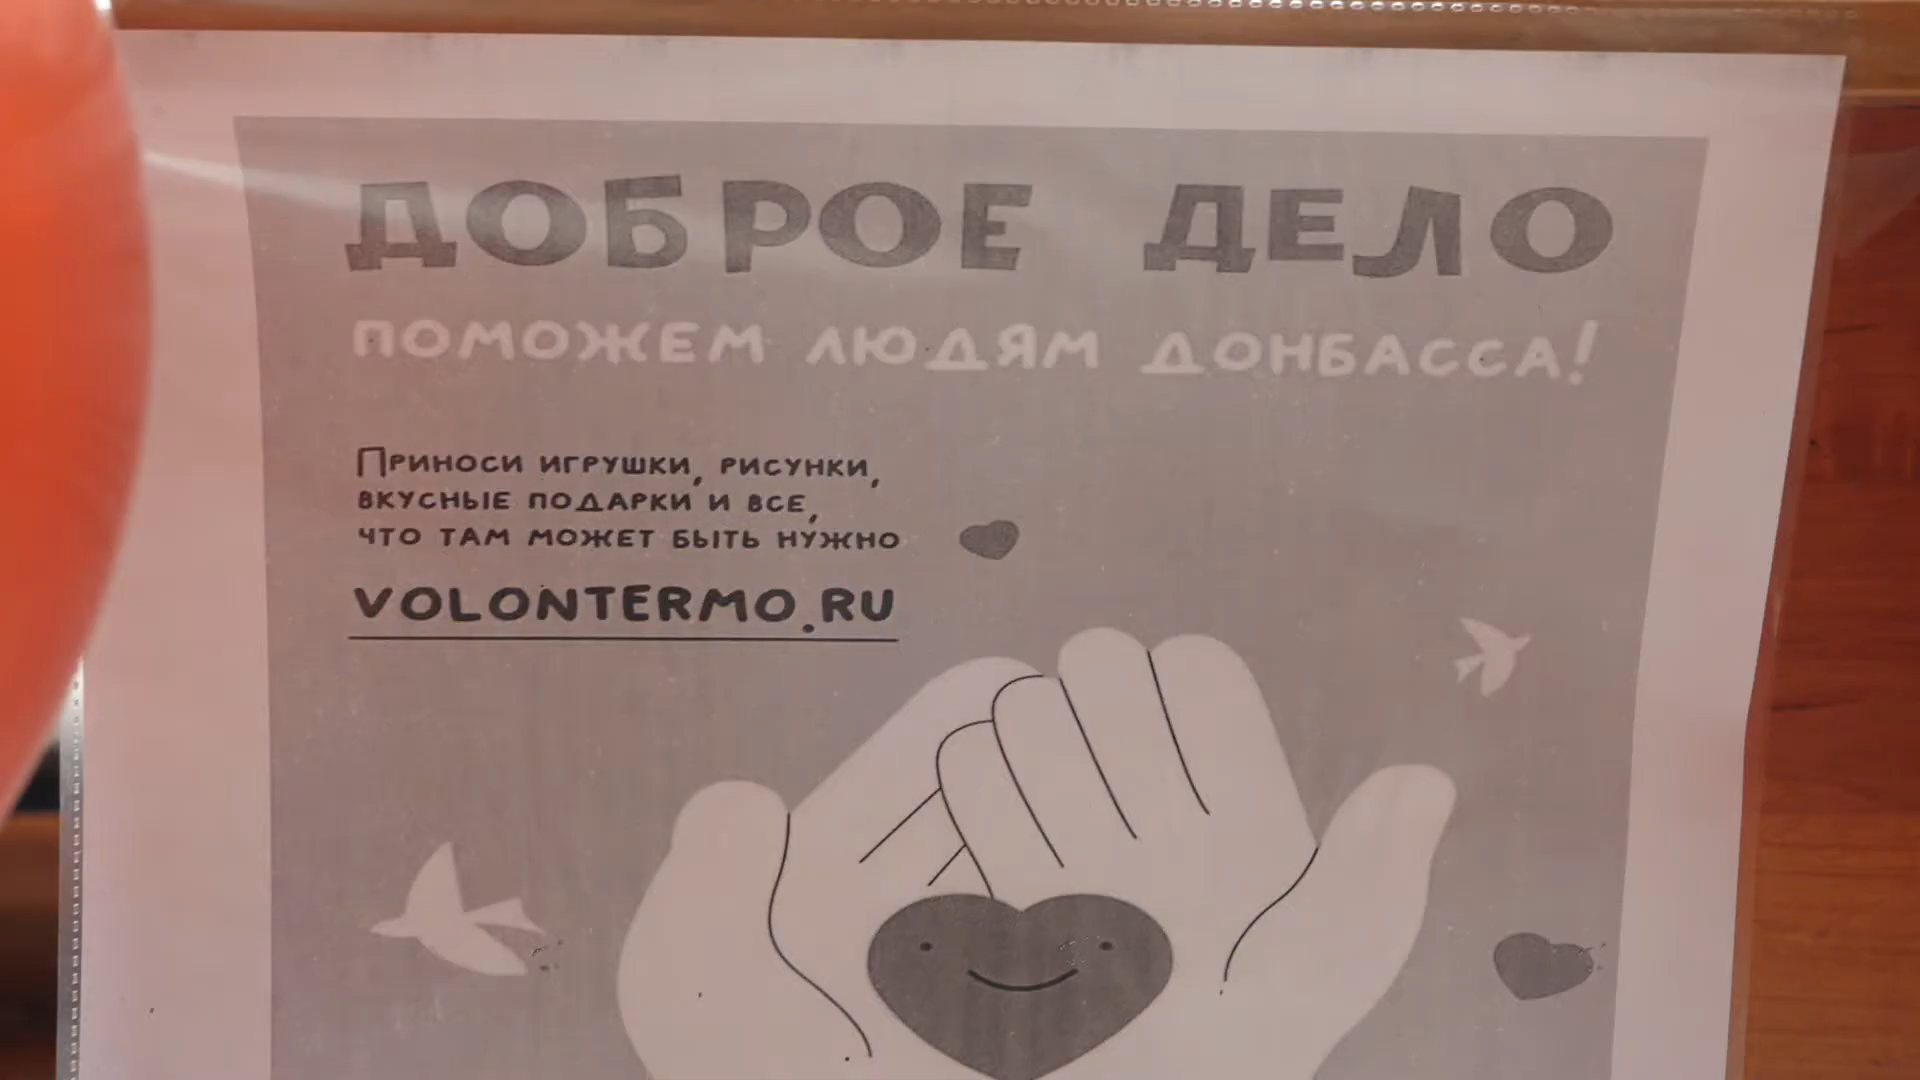 ДОБРОЕ ДЕЛО
ПОМОЖЕМ ЛЮДЯМ ДОНБАССА!
ПРИНОСИ ИГРУШКИ, РИСУНКИ,
ВКУСНЫЕ ПОДАРКИ И ВСЕ,
ЧТО ТАМ МОЖЕТ БЫТЬ НУЖНО
VOLONTERMO.RU